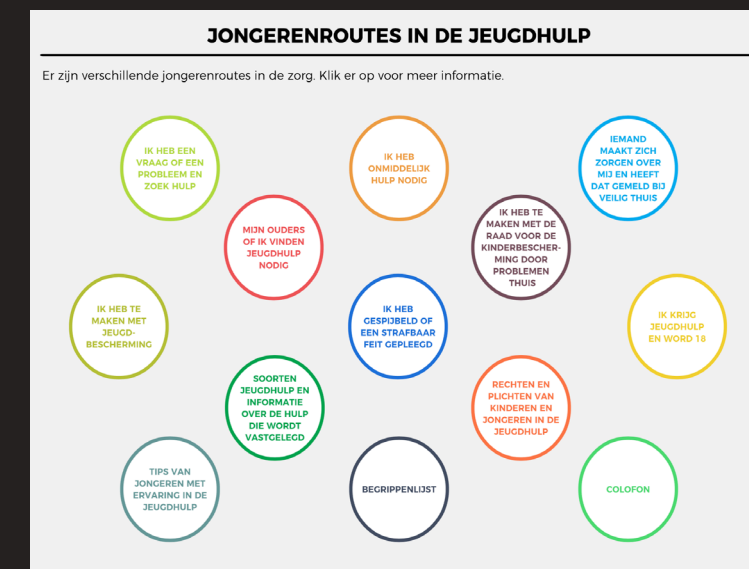 JONGERENROUTES IN DE JEUGDHULP
Er zijn verschillende jongerenroutes in de zorg. Klik er op voor meer informatie.
IK HEB EEN
VRAAG OF EEN
PROBLEEM EN
ZOEK HULP
IK HEB
ONMIDDELIJK
HULP NODIG
IEMAND
MAAKT ZICH
ZORGEN OVER
MIJ EN HEEFT
DAT GEMELD BIJ
VEILIG THUIS
MIJN OUDERS
OF IK VINDEN
JEUGDHULP
NODIG
IK HEB TE
MAKEN MET DE
RAAD VOOR DE
KINDERBESCHER-
MING DOOR
PROBLEMEN
THUIS
IK HEB TE
MAKEN MET
JEUGD-
BESCHERMING
IK HEB
GESPIJBELD OF
EEN STRAFBAAR
FEIT GEPLEEGD
IK KRIJG
JEUGDHULP
EN WORD 18
SOORTEN
JEUGDHULP EN
INFORMATIE
OVER DE HULP
DIE WORDT
VASTGELEGD
RECHTEN EN
PLICHTEN VAN
KINDEREN EN
JONGEREN IN DE
JEUGDHULP
TIPS VAN
JONGEREN MET
ERVARING IN DE
JEUGDHULP
BEGRIPPENLIJST
COLOFON